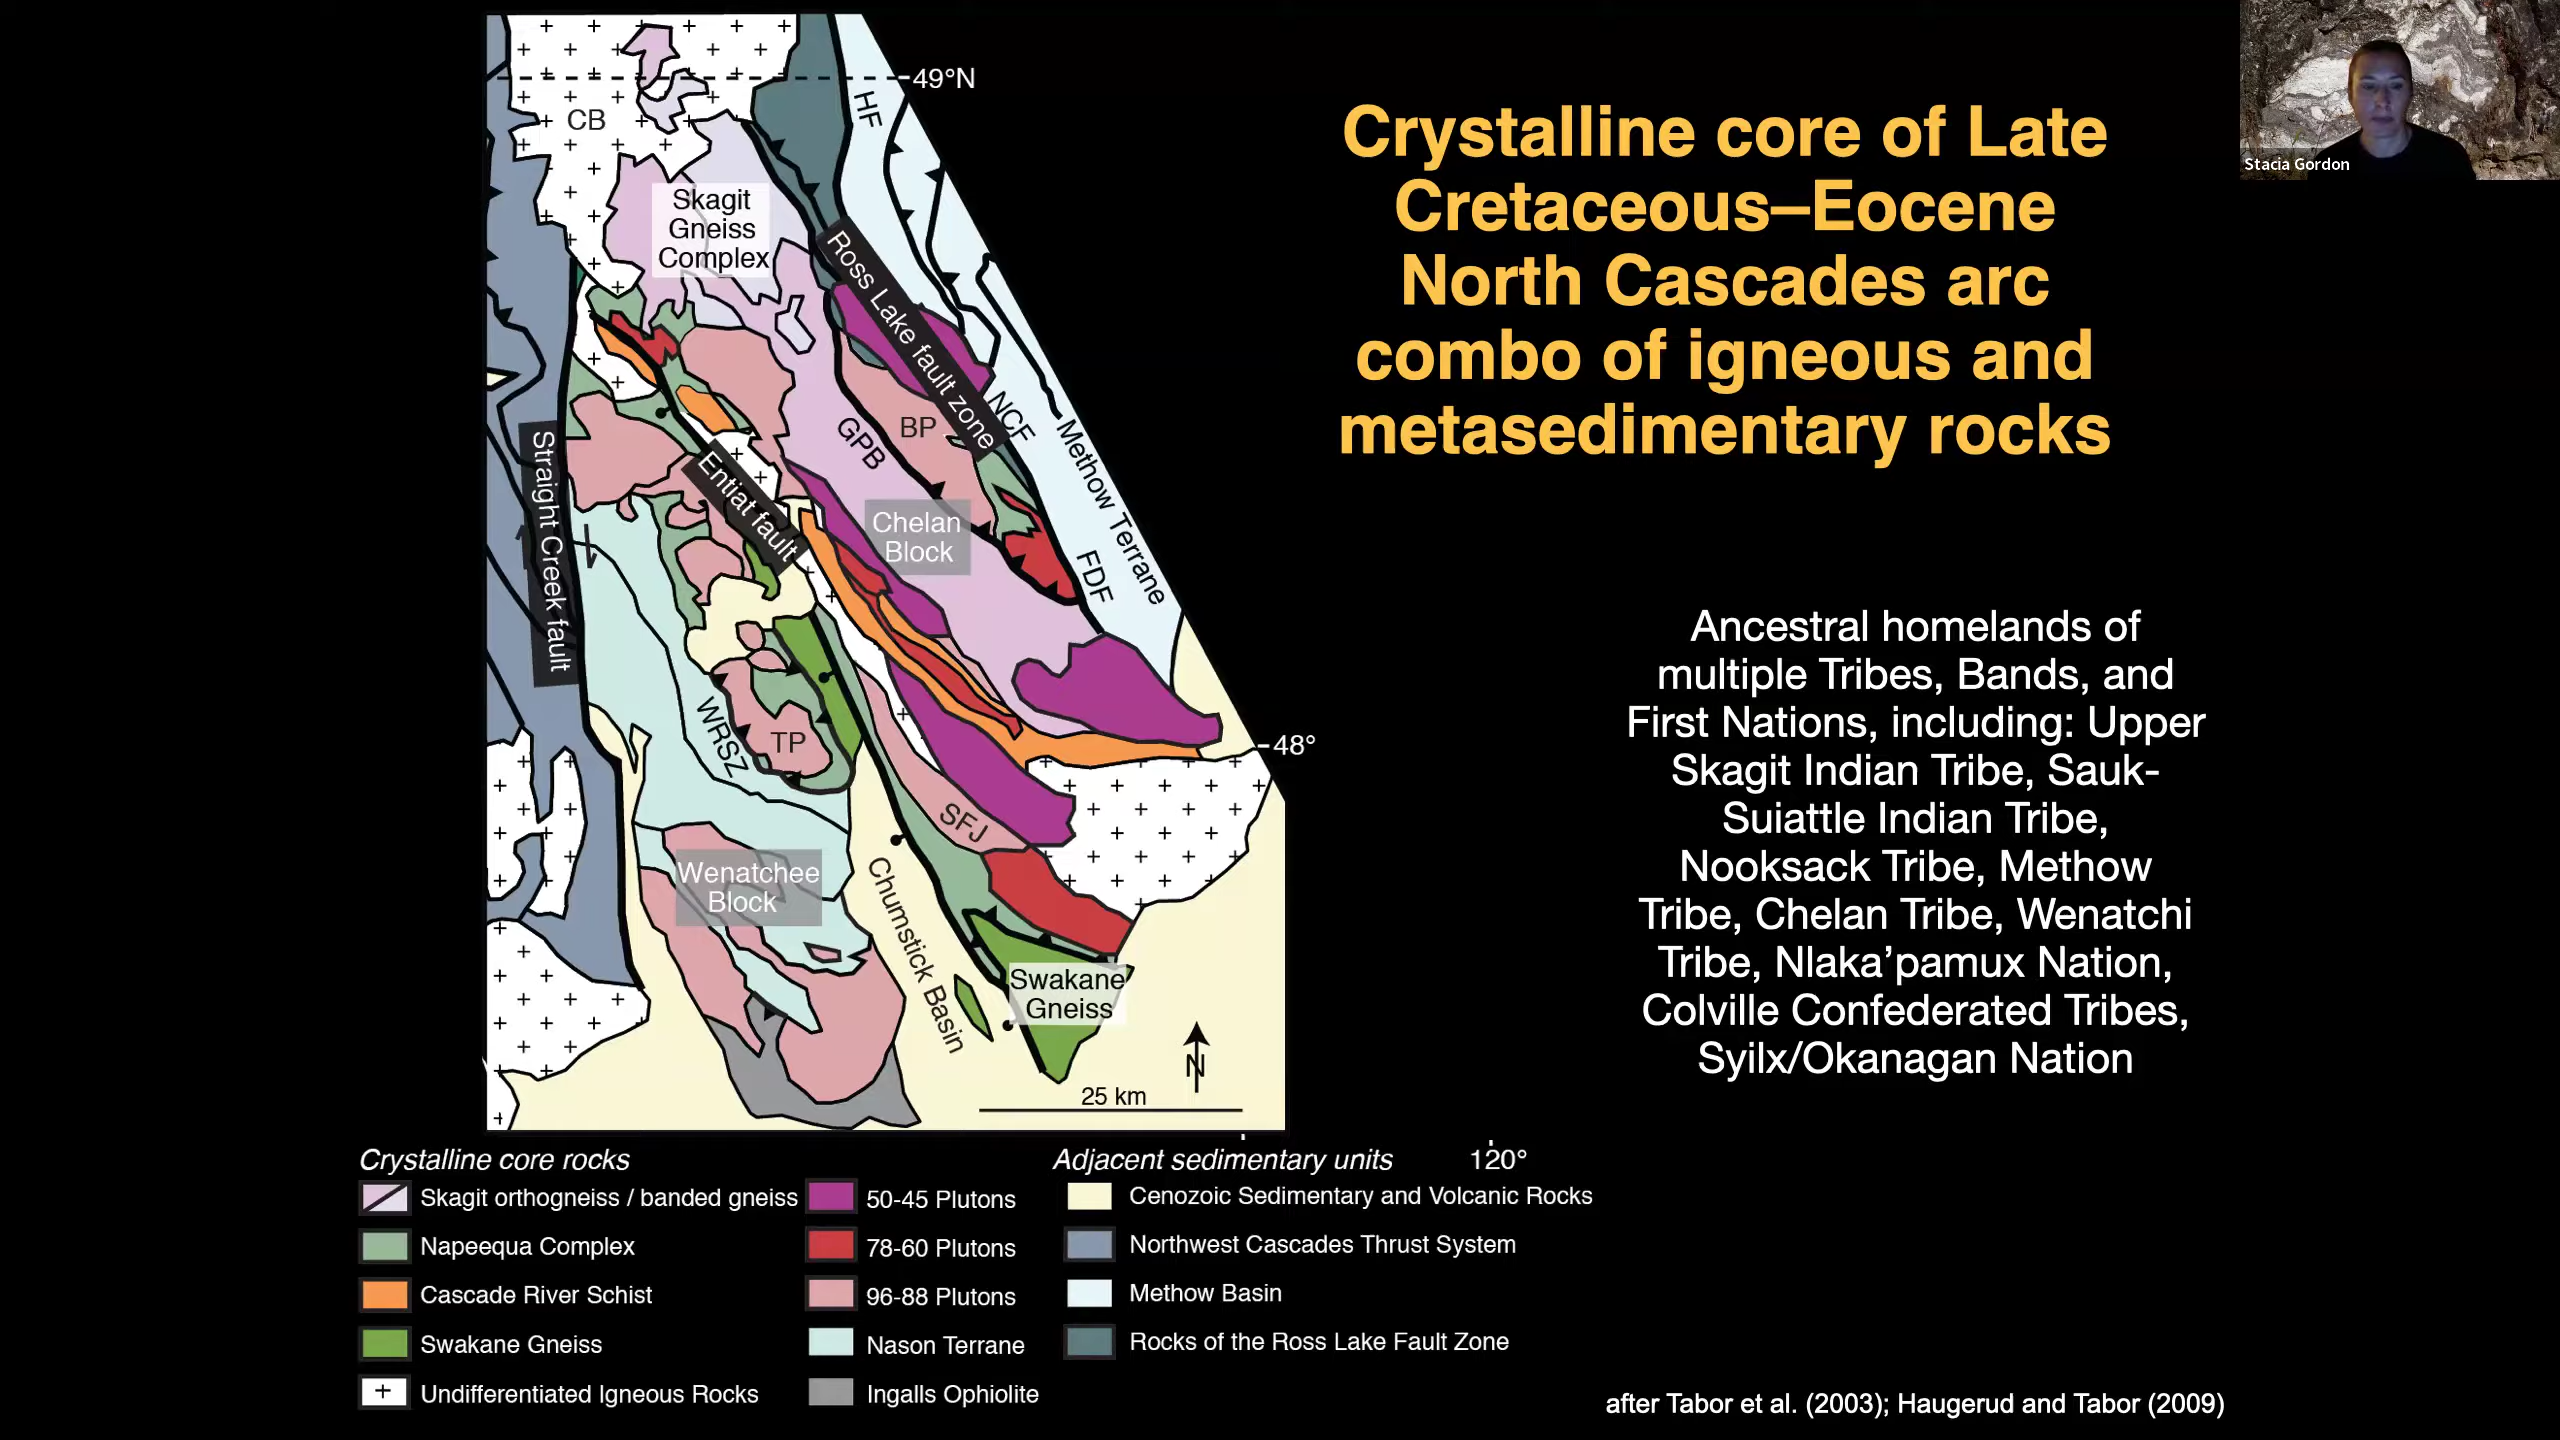 Crystalline core of Late
Cretaceous–Eocene
North Cascades arc
combo of igneous and
metasedimentary rocks
Stacia Gordon
49°N
CB
HF
Skagit
Gneiss
Complex
Ross Lake fault zone
NCF
BP
GPB
Methow Terrane
Straight Creek fault
Entiat fault
Chelan
Block
FDF
WRSZ
TP
48°
SFJ
Wenatchee
Block
Chumstick Basin
Swakane
Gneiss
N
25 km
120°
Ancestral homelands of
multiple Tribes, Bands, and
First Nations, including: Upper
Skagit Indian Tribe, Sauk-
Suiattle Indian Tribe,
Nooksack Tribe, Methow
Tribe, Chelan Tribe, Wenatchi
Tribe, Nlaka’pamux Nation,
Colville Confederated Tribes,
Syilx/Okanagan Nation
Crystalline core rocks
Skagit orthogneiss / banded gneiss
Napeequa Complex
Cascade River Schist
Swakane Gneiss
Undifferentiated Igneous Rocks
50-45 Plutons
78-60 Plutons
96-88 Plutons
Nason Terrane
Ingalls Ophiolite
Adjacent sedimentary units
Cenozoic Sedimentary and Volcanic Rocks
Northwest Cascades Thrust System
Methow Basin
Rocks of the Ross Lake Fault Zone
after Tabor et al. (2003); Haugerud and Tabor (2009)